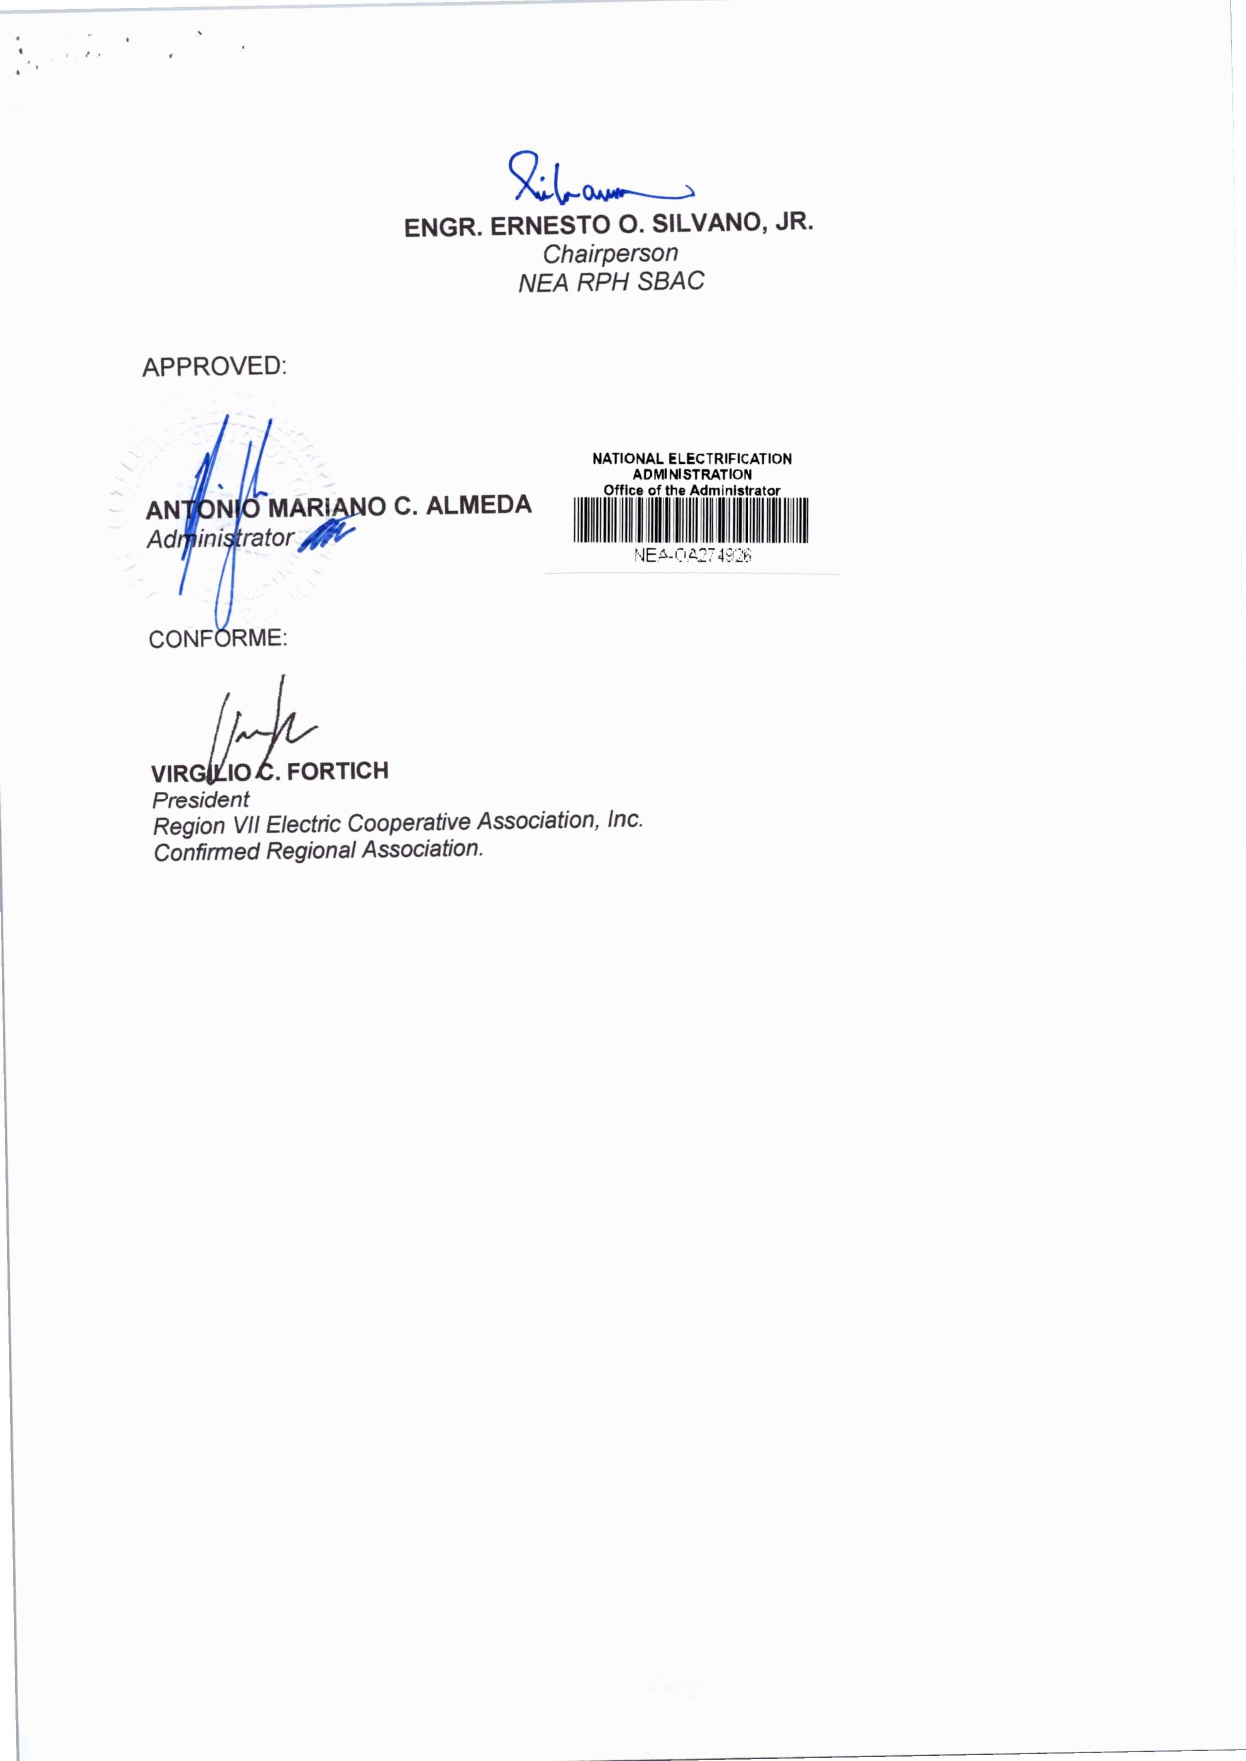 ENGR. ERNESTO O. SILVANO, JR.
Chairperson
NEA RPH SBAC
APPROVED:
NATIONAL ELECTRIFICATION
ADMINISTRATION
Office of the Administrator
NEA-OA274926
ANTONIO MARIANO C. ALMEDA
Administrator
CONFORME:
VIRGILIO C. FORTICH
President
Region VII Electric Cooperative Association, Inc.
Confirmed Regional Association.